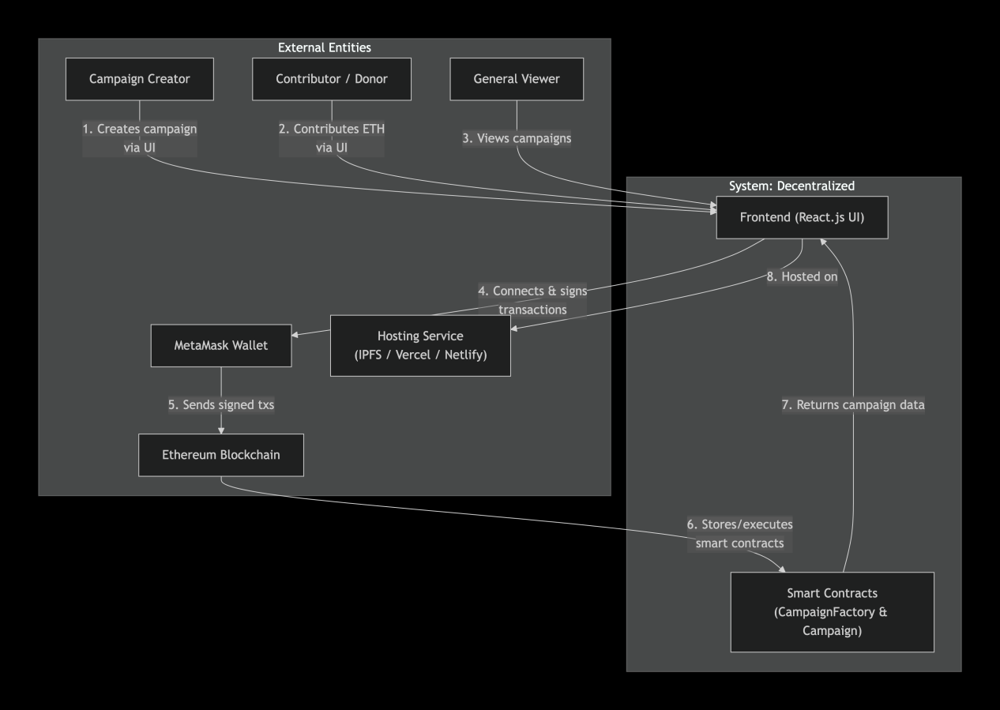 External Entities
Campaign Creator
Contributor / Donor
General Viewer
1. Creates campaign
via UI
2. Contributes ETH
via UI
3. Views campaigns
System: Decentralized
Frontend (React.js UI)
8. Hosted on
4. Connects & signs
transactions
Hosting Service
(IPFS / Vercel / Netlify)
MetaMask Wallet
5. Sends signed txs
7. Returns campaign data
Ethereum Blockchain
6. Stores/executes
smart contracts
Smart Contracts
(CampaignFactory &
Campaign)